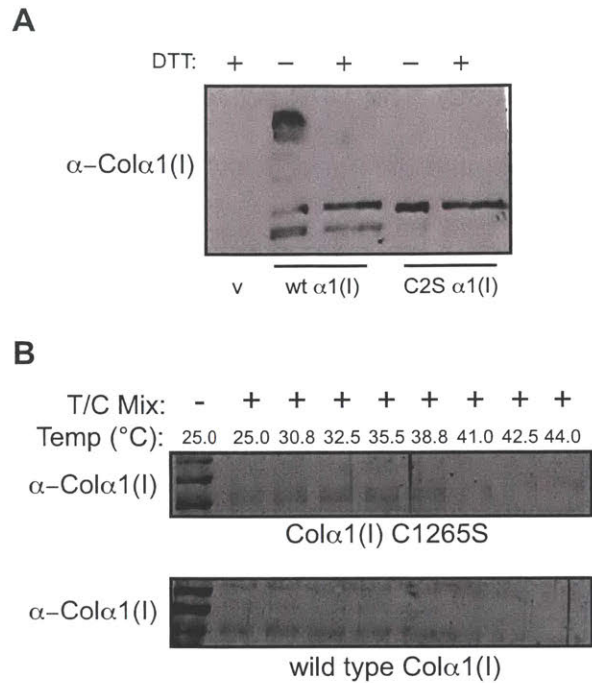 A
DTT: + − + − +
α−Colα1(I)
v wt α1(I) C2S α1(I)
B
T/C Mix: - + + + + + + + +
Temp (°C): 25.0 25.0 30.8 32.5 35.5 38.8 41.0 42.5 44.0
α−Colα1(I)
Colα1(I) C1265S
α−Colα1(I)
wild type Colα1(I)